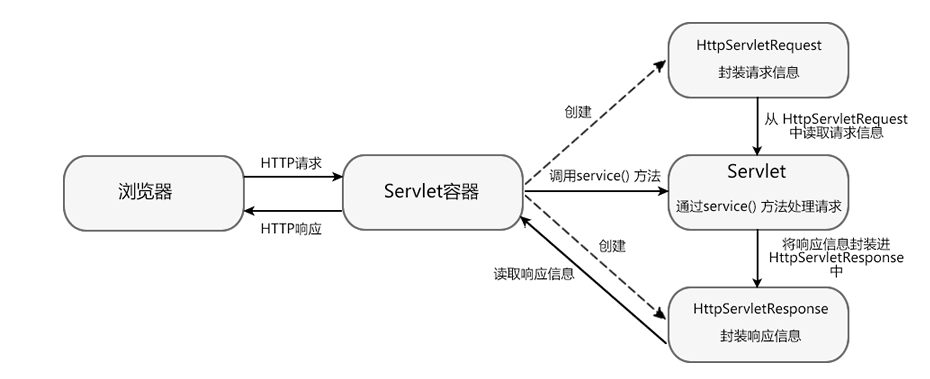 HttpServletRequest
封装请求信息
创建
从 HttpServletRequest
中读取请求信息
HTTP请求
浏览器
HTTP响应
Servlet容器
调用service() 方法
Servlet
通过service() 方法处理请求
创建
读取响应信息
将响应信息封装进
HttpServletResponse
中
HttpServletResponse
封装响应信息